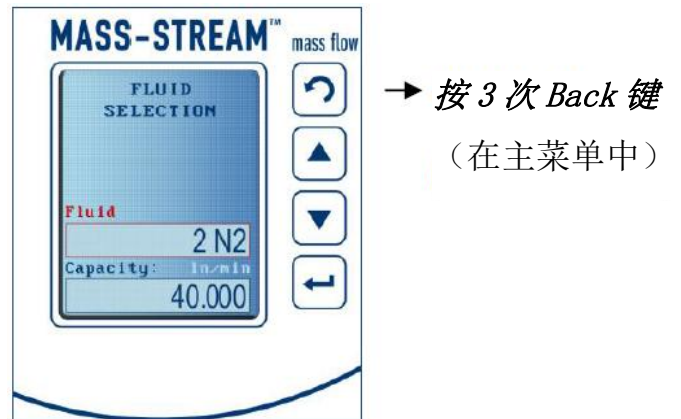 MASS-STREAM™ mass flow
FLUID
SELECTION
Fluid
2 N2
Capacity: ln/min
40.000
按 3 次 Back 键
（在主菜单中）